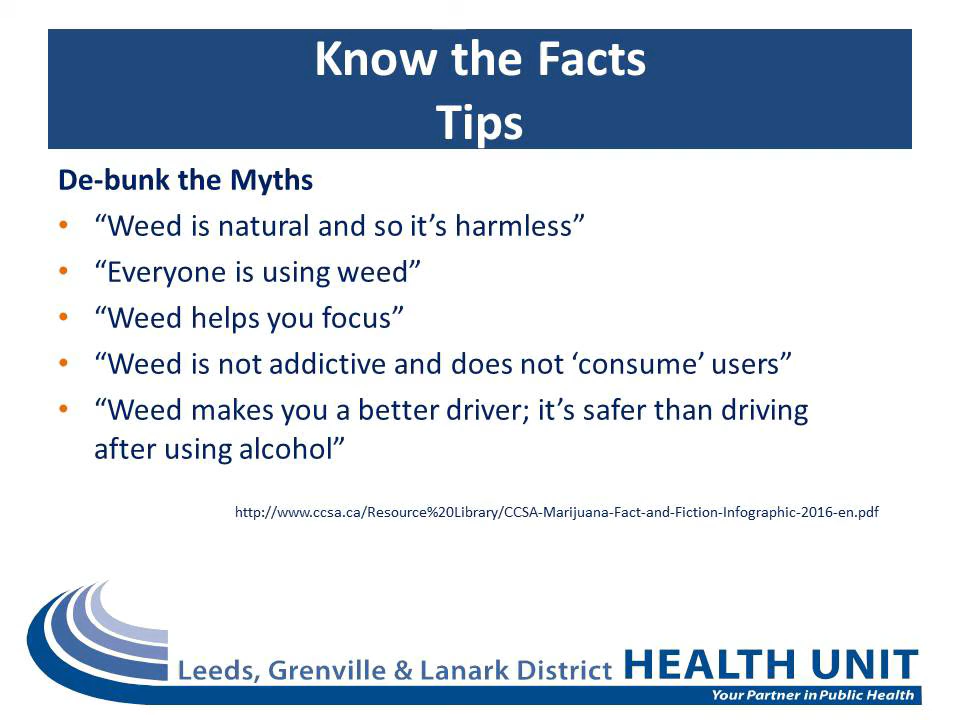 Know the Facts
Tips
De-bunk the Myths
• “Weed is natural and so it’s harmless”
• “Everyone is using weed”
• “Weed helps you focus”
• “Weed is not addictive and does not ‘consume’ users”
• “Weed makes you a better driver; it’s safer than driving
after using alcohol”
http://www.ccsa.ca/Resource%20Library/CCSA-Marijuana-Fact-and-Fiction-Infographic-2016-en.pdf
Leeds, Grenville & Lanark District HEALTH UNIT
Your Partner in Public Health